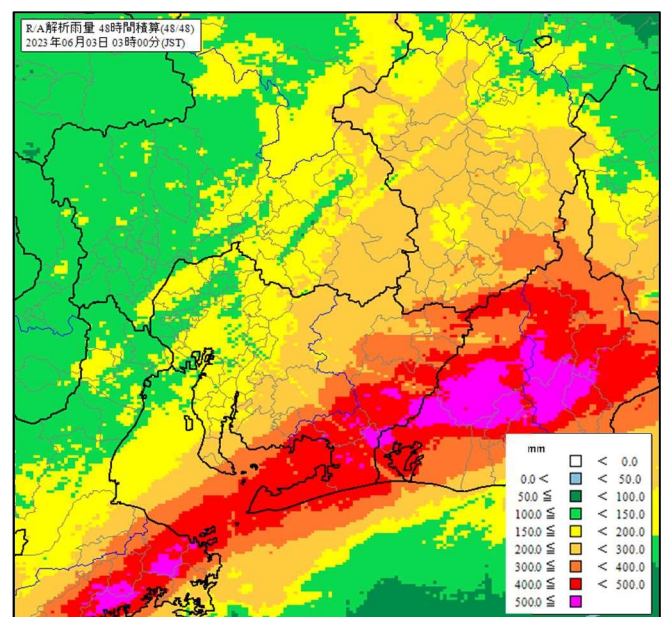 R/A解析雨量 48時間積算(48/48)
2023年06月03日 03時00分(JST)
mm
< 0.0
0.0 < < 50.0
50.0 ≦ < 100.0
100.0 ≦ < 150.0
150.0 ≦ < 200.0
200.0 ≦ < 300.0
300.0 ≦ < 400.0
400.0 ≦ < 500.0
500.0 ≦